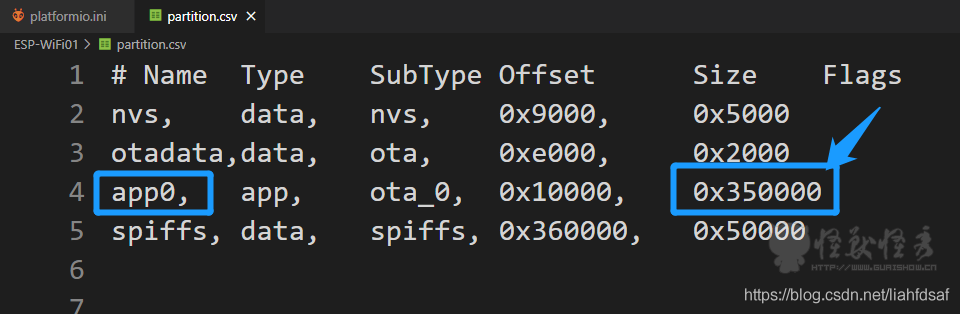 platformio.ini partition.csv ×
ESP-WiFi01 > partition.csv
1 # Name Type SubType Offset Size Flags
2 nvs, data, nvs, 0x9000, 0x5000
3 otadata,data, ota, 0xe000, 0x2000
4 app0, app, ota_0, 0x10000, 0x350000
5 spiffs, data, spiffs, 0x360000, 0x50000
6
7
怪兽怪秀
HTTP://WWW.GURISHOW.CN
https://blog.csdn.net/liahfdsaf